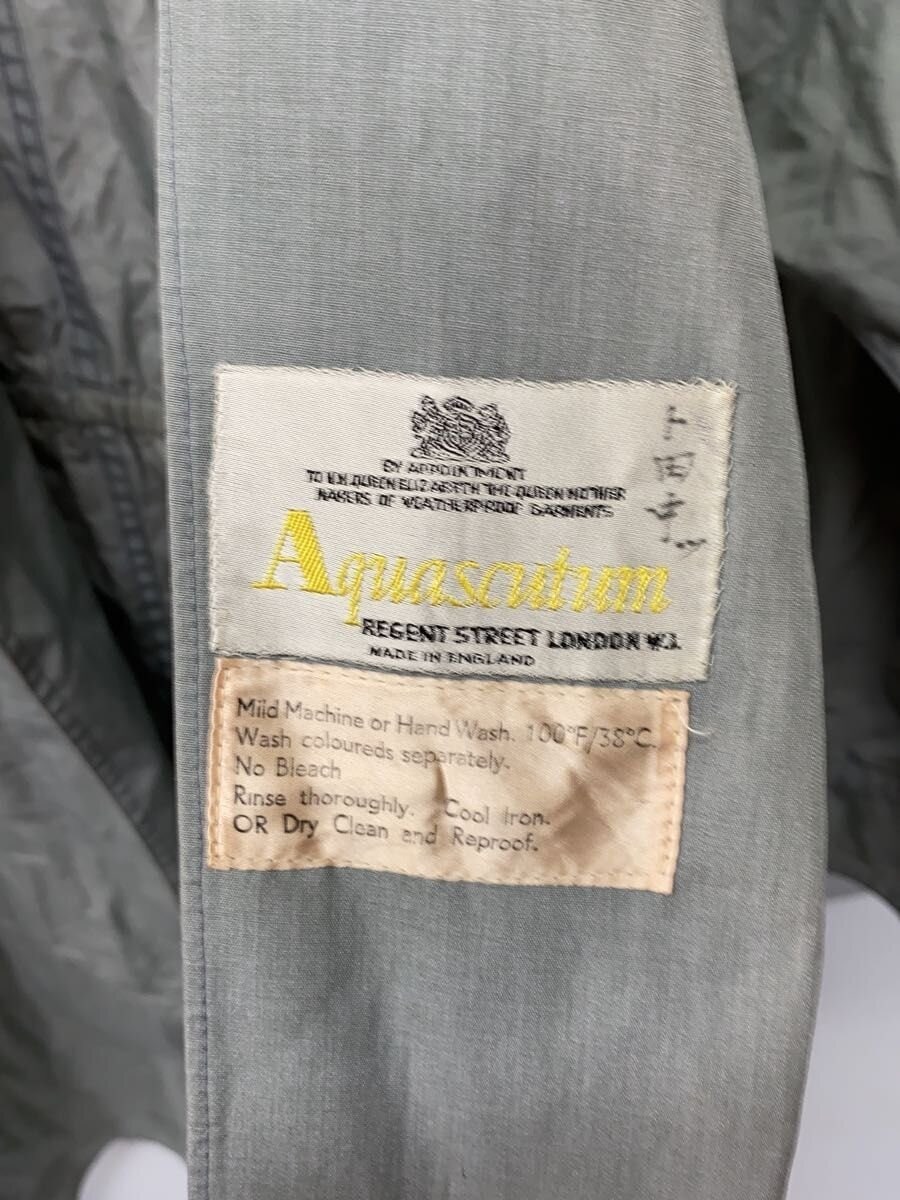 BY APPOINTMENT
TO H.M. QUEEN ELIZABETH THE QUEEN MOTHER
MAKERS OF WEATHERPROOF GARMENTS
Aquascutum
REGENT STREET LONDON W.1.
MADE IN ENGLAND
田
Mild Machine or Hand Wash. 100°F/38°C.
Wash coloureds separately.
No Bleach
Rinse thoroughly. Cool Iron.
OR Dry Clean and Reproof.